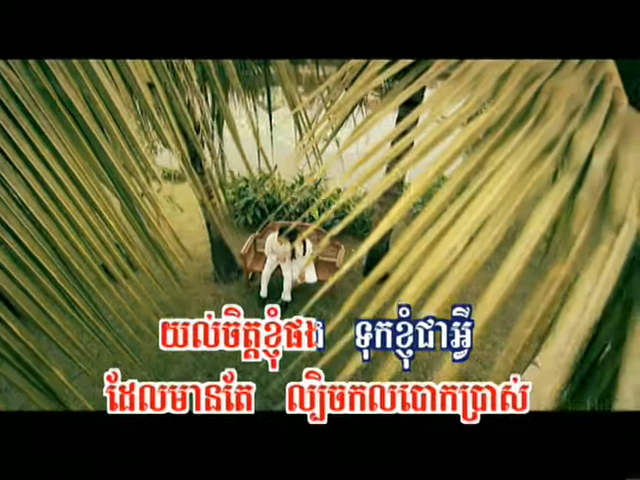 យល់ចិត្តខ្ញុំផង ទុកខ្ញុំជាអ្វី
ដែលមានតែ ល្បិចកលបោកប្រាស់